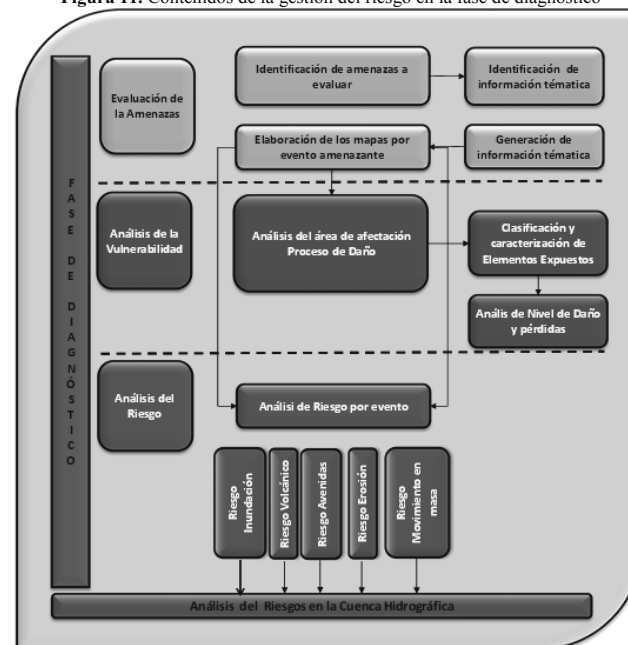 Figura 11. Contenidos de la gestión del riesgo en la fase de diagnóstico
FASE DE DIAGNÓSTICO
Evaluación de
la Amenazas
Identificación de amenazas a
evaluar
Identificación de
información temática
Elaboración de los mapas por
evento amenazante
Generación de
información temática
Análisis de la
Vulnerabilidad
Análisis del área de afectación
Proceso de Daño
Clasificación y
caracterización de
Elementos Expuestos
Anális de Nivel de Daño
y pérdidas
Análisis del
Riesgo
Análisi de Riesgo por evento
Riesgo
Inundación
Riesgo Volcánico
Riesgo Avenidas
Riesgo Erosión
Riesgo
Movimiento en
masa
Análisis del Riesgos en la Cuenca Hidrográfica